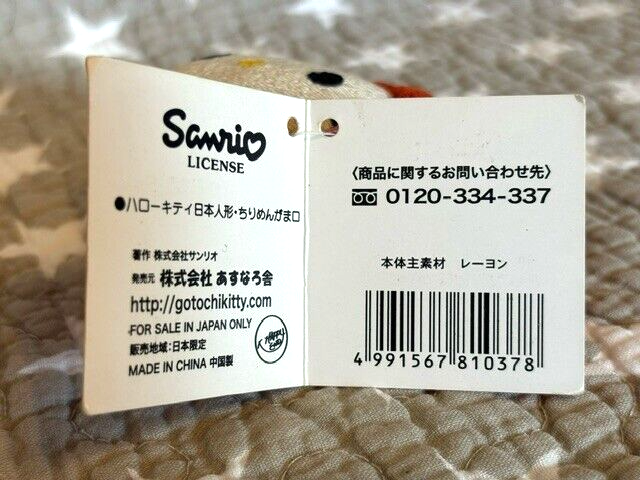 Sanrio
LICENSE
●ハローキティ日本人形・ちりめんがま口
著作 株式会社サンリオ
発売元 株式会社 あすなろ舎
http://gotochikitty.com
FOR SALE IN JAPAN ONLY
販売地域:日本限定
MADE IN CHINA 中国製
〈商品に関するお問い合わせ先〉
0120-334-337
本体主素材 レーヨン
4 991567 810378